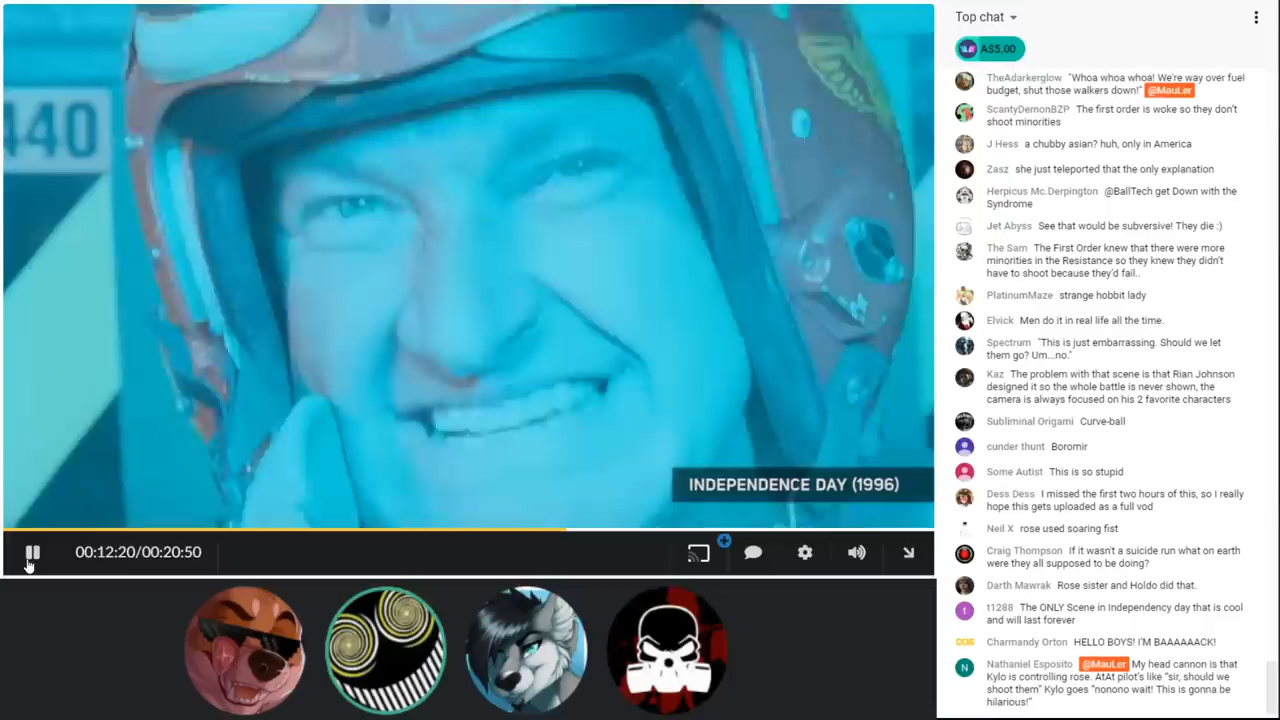 440
INDEPENDENCE DAY (1996)
00:12:20/00:20:50
Top chat
A$5.00
TheAdarkerglow "Whoa whoa whoa! We're way over fuel
budget, shut those walkers down!" @MauLer
ScantyDemonBZP The first order is woke so they don't
shoot minorities
J Hess a chubby asian? huh, only in America
Zasz she just teleported that the only explanation
Herpicus Mc.Derpington @BallTech get Down with the
Syndrome
Jet Abyss See that would be subversive! They die :)
The Sam The First Order knew that there were more
minorities in the Resistance so they knew they didn't
have to shoot because they'd fail..
PlatinumMaze strange hobbit lady
Elvick Men do it in real life all the time.
Spectrum "This is just embarrassing. Should we let
them go? Um...no."
Kaz The problem with that scene is that Rian Johnson
designed it so the whole battle is never shown, the
camera is always focused on his 2 favorite characters
Subliminal Origami Curve-ball
cunder thunt Boromir
Some Autist This is so stupid
Dess Dess I missed the first two hours of this, so I really
hope this gets uploaded as a full vod
Neil X rose used soaring fist
Craig Thompson If it wasn't a suicide run what on earth
were they all supposed to be doing?
Darth Mawrak Rose sister and Holdo did that.
t1288 The ONLY Scene in Independency day that is cool
and will last forever
Charmandy Orton HELLO BOYS! I'M BAAAAAACK!
Nathaniel Esposito @MauLer My head cannon is that
Kylo is controlling rose. AtAt pilot's like "sir, should we
shoot them" Kylo goes "nonono wait! This is gonna be
hilarious!"